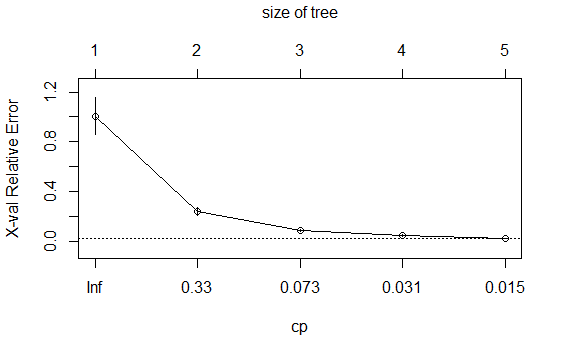 size of tree
1 2 3 4 5
X-val Relative Error
1.2
0.8
0.4
0.0
Inf 0.33 0.073 0.031 0.015
cp